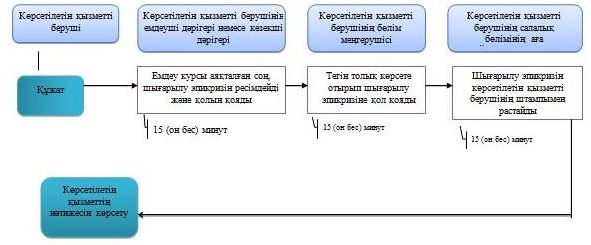 Көрсетілетін қызметті
беруші
Көрсетілетін қызметті берушінің
емдеуші дәрігері немесе кезекші
дәрігері
Көрсетілетін қызметті
берушінің бөлім
меңгерушісі
Көрсетілетін қызметті
берушінің салалық
бөлімінің аға
Құжат
Емдеу курсы аяқталған соң,
шығарылу эпикризін ресімдейді
және қолын қояды
Тегін толық көрсете
отырып шығарылу
эпикризіне қол қояды
Шығарылу эпикризін
көрсетілетін қызметті
берушінің штампымен
растайды
15 (он бес) минут
15 (он бес) минут
15 (он бес) минут
Көрсетілетін
қызметтің
нәтижесін көрсету